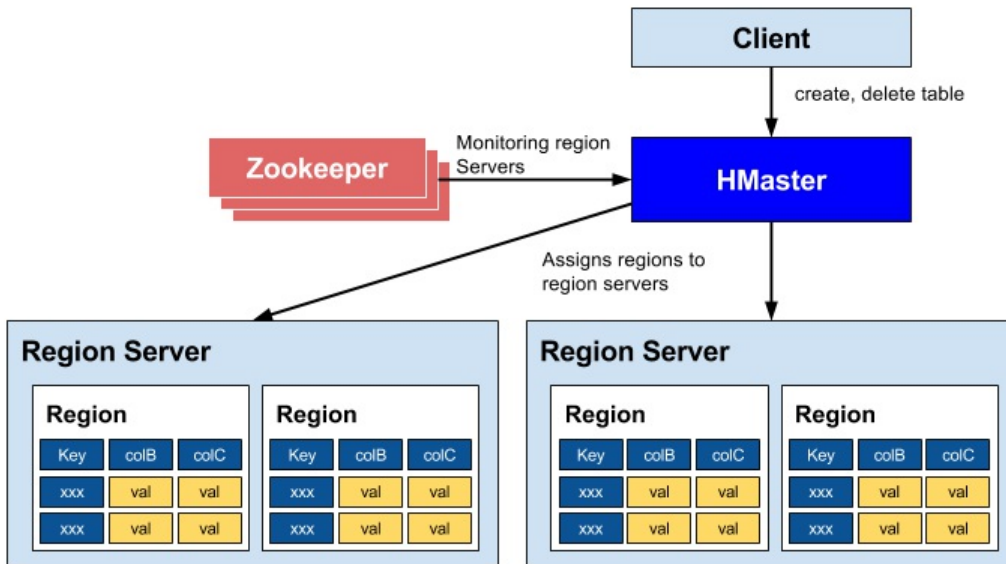 Client
create, delete table
Monitoring region
Servers
Zookeeper
HMaster
Assigns regions to
region servers
Region Server
Region Region
Key colB colC Key colB colC
xxx val val xxx val val
xxx val val xxx val val
Region Server
Region Region
Key colB colC Key colB colC
xxx val val xxx val val
xxx val val xxx val val